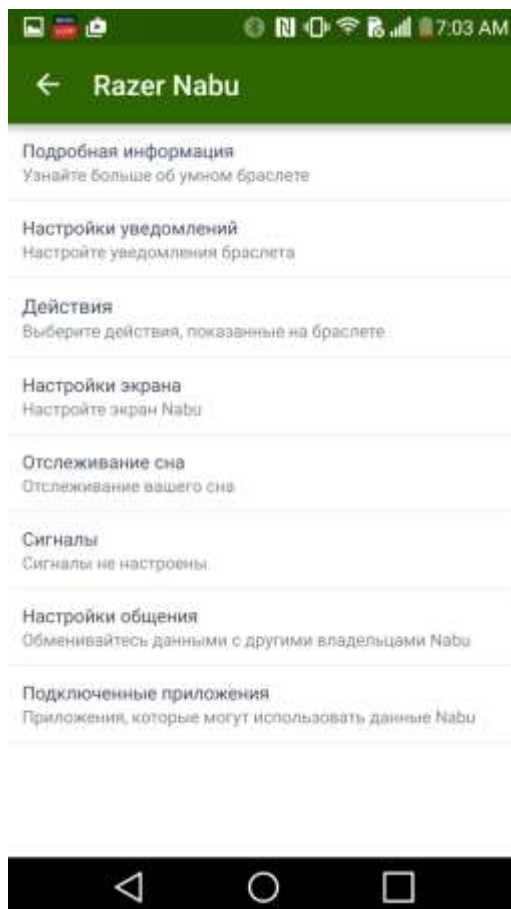 7:03 AM
Razer Nabu
Подробная информация
Узнайте больше об умном браслете
Настройки уведомлений
Настройте уведомления браслета
Действия
Выберите действия, показанные на браслете
Настройки экрана
Настройте экран Nabu
Отслеживание сна
Отслеживание вашего сна
Сигналы
Сигналы не настроены
Настройки общения
Обменивайтесь данными с другими владельцами Nabu
Подключенные приложения
Приложения, которые могут использовать данные Nabu